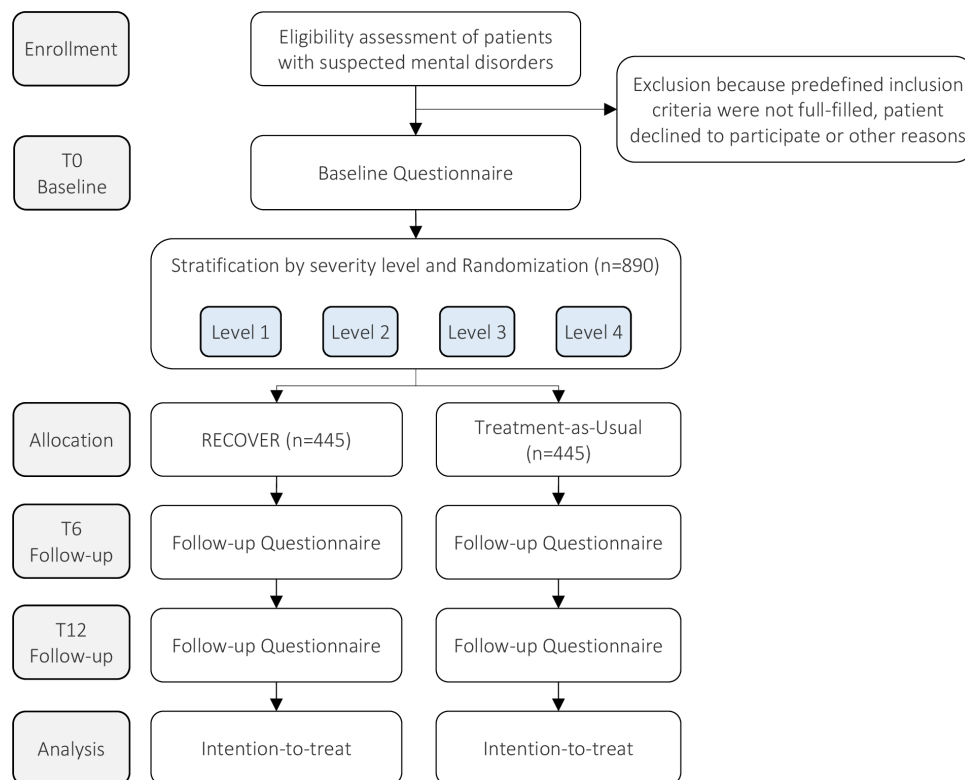 Enrollment
Eligibility assessment of patients
with suspected mental disorders
Exclusion because predefined inclusion
criteria were not full-filled, patient
declined to participate or other reasons
T0
Baseline
Baseline Questionnaire
Stratification by severity level and Randomization (n=890)
Level 1
Level 2
Level 3
Level 4
Allocation
RECOVER (n=445)
Treatment-as-Usual
(n=445)
T6
Follow-up
Follow-up Questionnaire
Follow-up Questionnaire
T12
Follow-up
Follow-up Questionnaire
Follow-up Questionnaire
Analysis
Intention-to-treat
Intention-to-treat